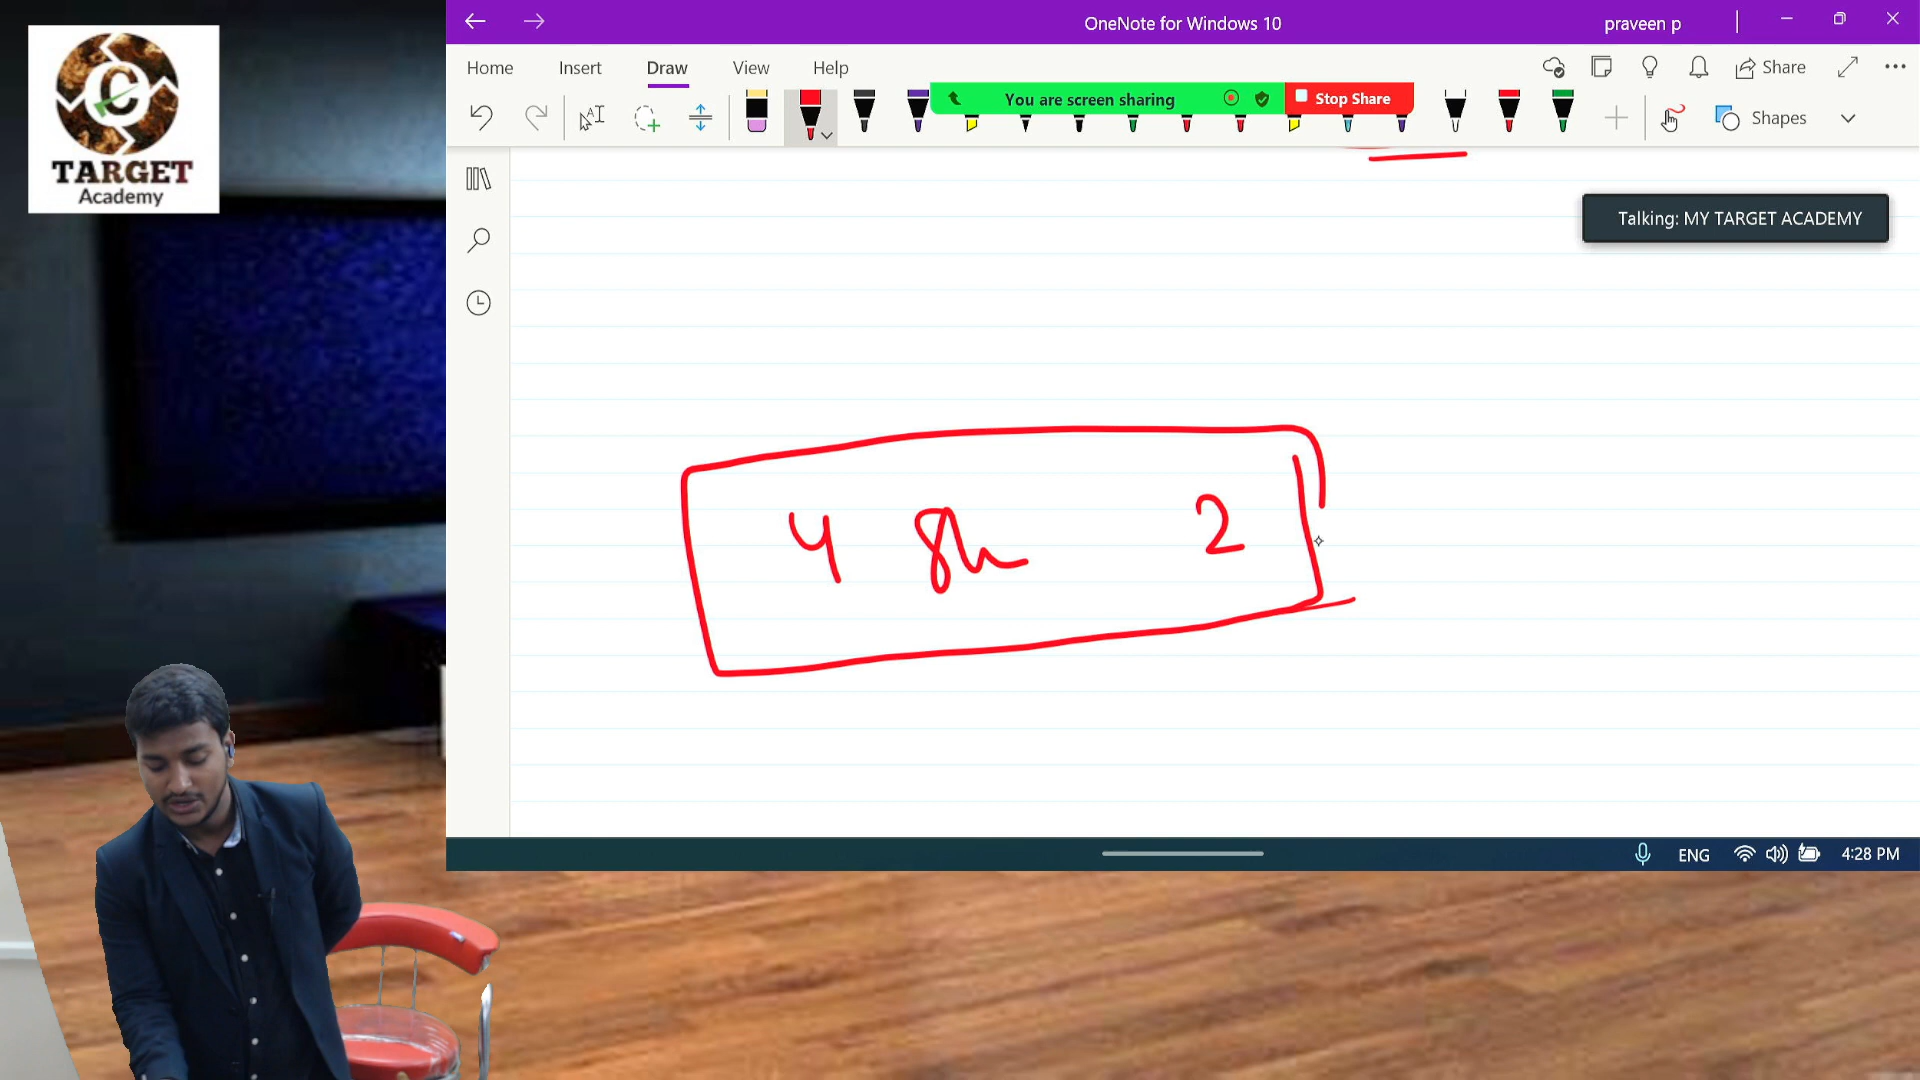 TARGET
Academy
OneNote for Windows 10
praveen p
Home Insert Draw View Help
Share
You are screen sharing
Stop Share
Shapes
Talking: MY TARGET ACADEMY
4 2
ENG
4:28 PM